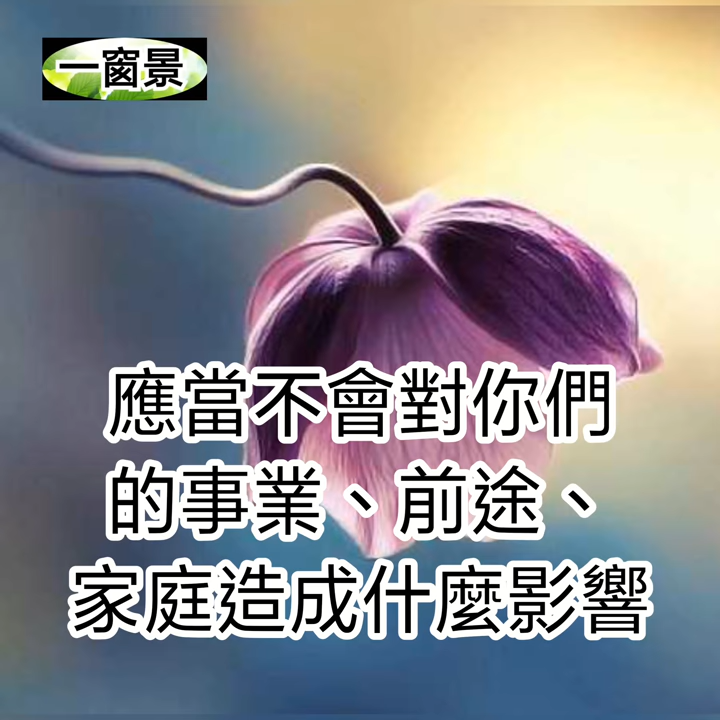 一窗景
應當不會對你們
的事業、前途、
家庭造成什麼影響